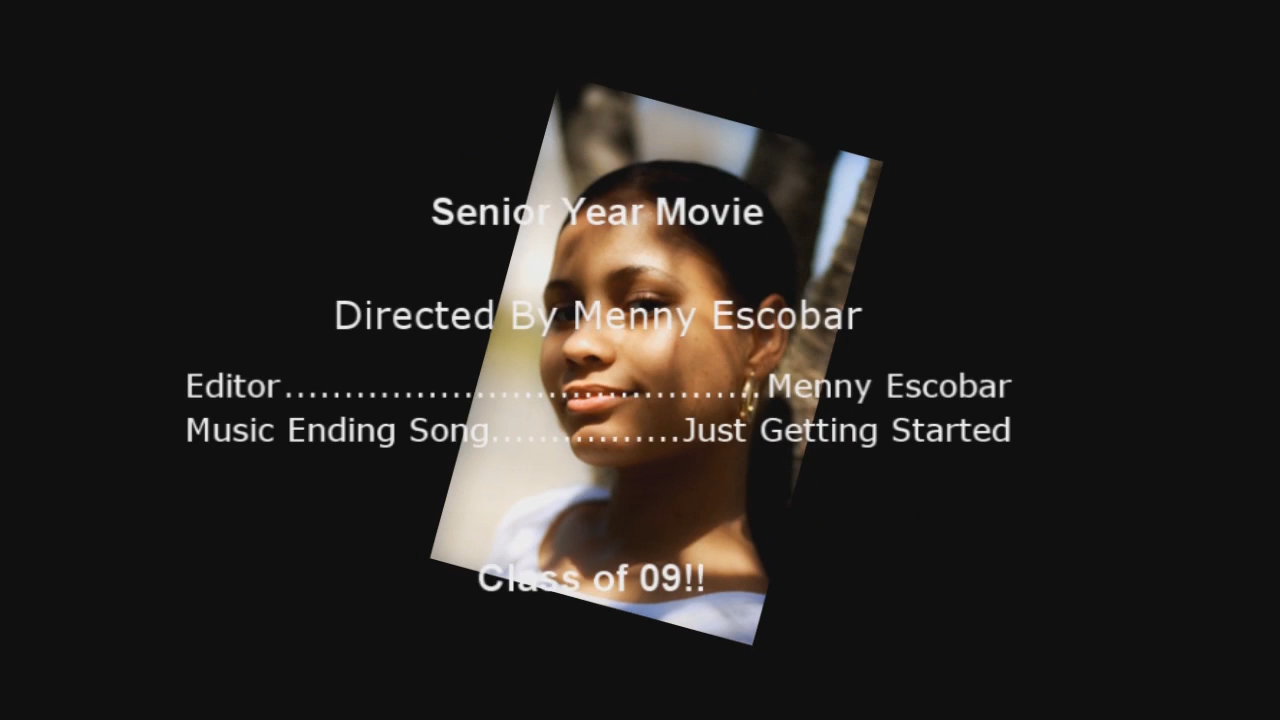 Senior Year Movie
Directed By Menny Escobar
Editor........................................Menny Escobar
Music Ending Song................Just Getting Started
Class of 09!!